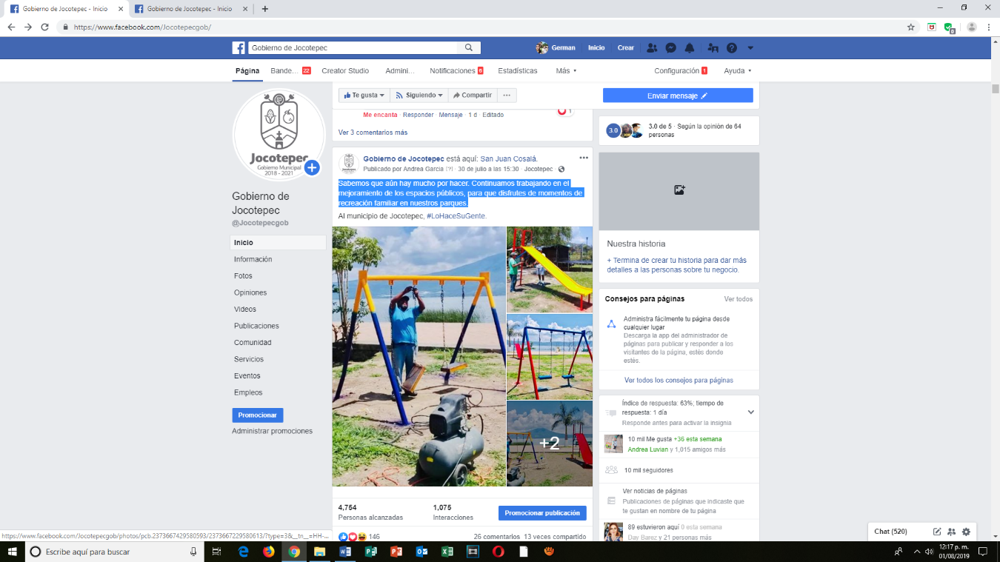 Gobierno de Jocotepec - Inicio
Gobierno de Jocotepec - Inicio
https://www.facebook.com/Jocotepecgob/
Gobierno de Jocotepec
German Inicio Crear
Página Bande... 22 Creator Studio Admini... Notificaciones 6 Estadísticas Más Configuración 1 Ayuda
Te gusta Siguiendo Compartir ...
Enviar mensaje
Jocotepec
Gobierno Municipal
2018 - 2021
Gobierno de
Jocotepec
@Jocotepecgob
Inicio
Información
Fotos
Opiniones
Videos
Publicaciones
Comunidad
Servicios
Eventos
Empleos
Promocionar
Administrar promociones
Me encanta · Responder · Mensaje · 1 d · Editado
1
Ver 3 comentarios más
Gobierno de Jocotepec está aquí: San Juan Cosalá.
Publicado por Andrea Garcia [?] · 30 de julio a las 15:30 · Jocotepec ·
Sabemos que aún hay mucho por hacer. Continuamos trabajando en el
mejoramiento de los espacios públicos, para que disfrutes de momentos de
recreación familiar en nuestros parques.
Al municipio de Jocotepec, #LoHaceSuGente.
+2
4,754
Personas alcanzadas
1,075
Interacciones
Promocionar publicación
146
26 comentarios 13 veces compartido
3.0
3.0 de 5 · Según la opinión de 64
personas
Nuestra historia
+ Termina de crear tu historia para dar más
detalles a las personas sobre tu negocio.
Consejos para páginas Ver todos
Administra fácilmente tu página desde
cualquier lugar
Descarga la app del administrador de
páginas para publicar y responder a los
visitantes de la página, estés donde
estés.
Ver todos los consejos para páginas
Índice de respuesta: 63%; tiempo de
respuesta: 1 día
Responde antes para activar la insignia
10 mil Me gusta +36 esta semana
Andrea Luvian y 1,015 amigos más
10 mil seguidores
Ver noticias de páginas
Publicaciones de páginas que indicaste que
te gustan en nombre de tu página
89 estuvieron aquí 0 esta semana
Day Barez y 21 personas más
Chat (520)
https://www.facebook.com/Jocotepecgob/photos/pcb.2373667429580593/2373667229580613/?type=3&__tn__=HH-...
Escribe aquí para buscar
12:17 p. m.
01/08/2019